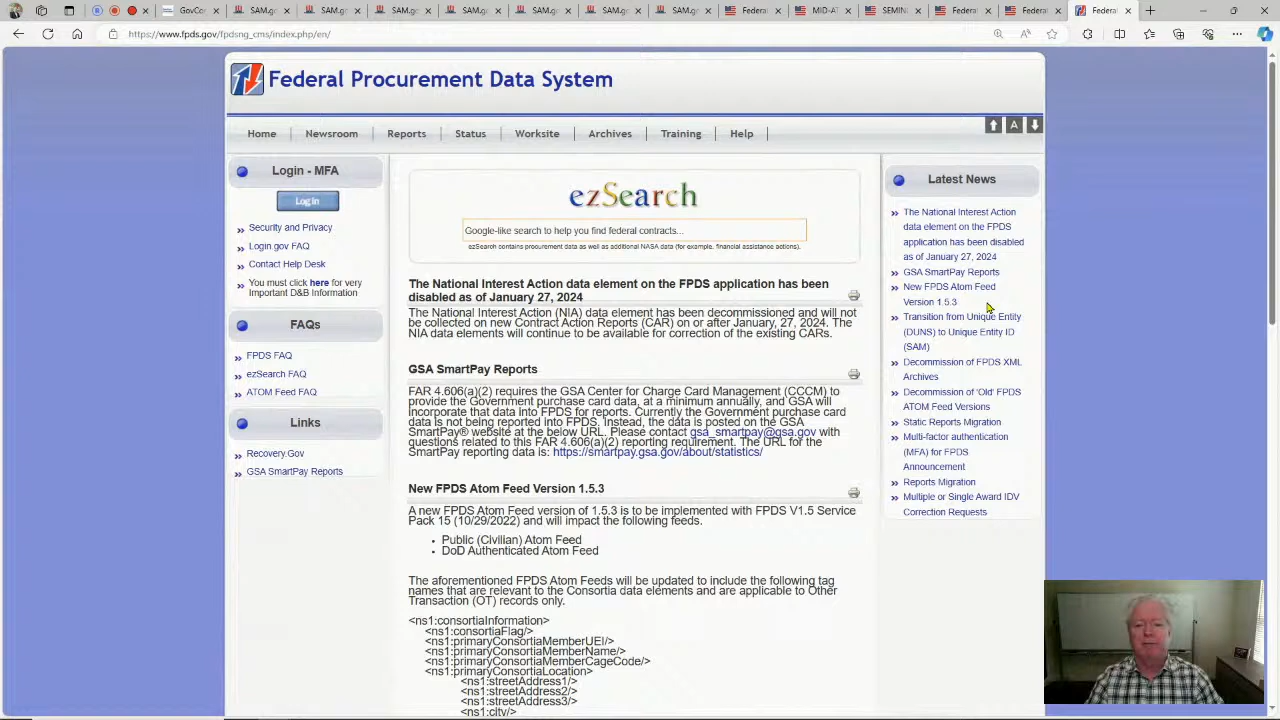 SAM.g
SEMINO
SAM.g
SAM.g
SAM.g
Federa
MID-AT
SEMIN
Federa
Federa
Federa
https://www.fpds.gov/fpdsng_cms/index.php/en/
Federal Procurement Data System
Home
Newsroom
Reports
Status
Worksite
Archives
Training
Help
A
Login - MFA
Log In
Security and Privacy
Login.gov FAQ
Contact Help Desk
You must click here for very
Important D&B Information
FAQs
FPDS FAQ
ezSearch FAQ
ATOM Feed FAQ
Links
Recovery.Gov
GSA SmartPay Reports
ezSearch
Google-like search to help you find federal contracts...
ezSearch contains procurement data as well as additional NASA data (for example, financial assistance actions).
The National Interest Action data element on the FPDS application has been
disabled as of January 27, 2024
The National Interest Action (NIA) data element has been decommissioned and will not
be collected on new Contract Action Reports (CAR) on or after January, 27, 2024. The
NIA data elements will continue to be available for correction of the existing CARs.
GSA SmartPay Reports
FAR 4.606(a)(2) requires the GSA Center for Charge Card Management (CCCM) to
provide the Government purchase card data, at a minimum annually, and GSA will
incorporate that data into FPDS for reports. Currently the Government purchase card
data is not being reported into FPDS. Instead, the data is posted on the GSA
SmartPay® website at the below URL. Please contact gsa_smartpay@gsa.gov with
questions related to this FAR 4.606(a)(2) reporting requirement. The URL for the
SmartPay reporting data is: https://smartpay.gsa.gov/about/statistics/
New FPDS Atom Feed Version 1.5.3
A new FPDS Atom Feed version of 1.5.3 is to be implemented with FPDS V1.5 Service
Pack 15 (10/29/2022) and will impact the following feeds.
• Public (Civilian) Atom Feed
• DoD Authenticated Atom Feed
The aforementioned FPDS Atom Feeds will be updated to include the following tag
names that are relevant to the Consortia data elements and are applicable to Other
Transaction (OT) records only.
<ns1:consortiaInformation>
<ns1:consortiaFlag/>
<ns1:primaryConsortiaMemberUEI/>
<ns1:primaryConsortiaMemberName/>
<ns1:primaryConsortiaMemberCageCode/>
<ns1:primaryConsortiaLocation>
<ns1:streetAddress1/>
<ns1:streetAddress2/>
<ns1:streetAddress3/>
<ns1:city/>
Latest News
The National Interest Action
data element on the FPDS
application has been disabled
as of January 27, 2024
GSA SmartPay Reports
New FPDS Atom Feed
Version 1.5.3
Transition from Unique Entity
(DUNS) to Unique Entity ID
(SAM)
Decommission of FPDS XML
Archives
Decommission of 'Old' FPDS
ATOM Feed Versions
Static Reports Migration
Multi-factor authentication
(MFA) for FPDS
Announcement
Reports Migration
Multiple or Single Award IDV
Correction Requests